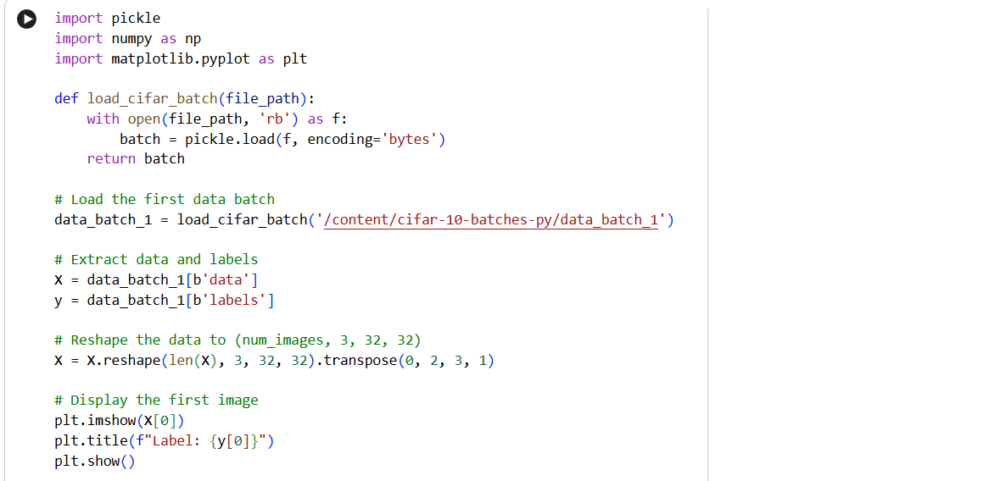 import pickle
import numpy as np
import matplotlib.pyplot as plt
def load_cifar_batch(file_path):
    with open(file_path, 'rb') as f:
        batch = pickle.load(f, encoding='bytes')
    return batch
# Load the first data batch
data_batch_1 = load_cifar_batch('/content/cifar-10-batches-py/data_batch_1')
# Extract data and labels
X = data_batch_1[b'data']
y = data_batch_1[b'labels']
# Reshape the data to (num_images, 3, 32, 32)
X = X.reshape(len(X), 3, 32, 32).transpose(0, 2, 3, 1)
# Display the first image
plt.imshow(X[0])
plt.title(f"Label: {y[0]}")
plt.show()